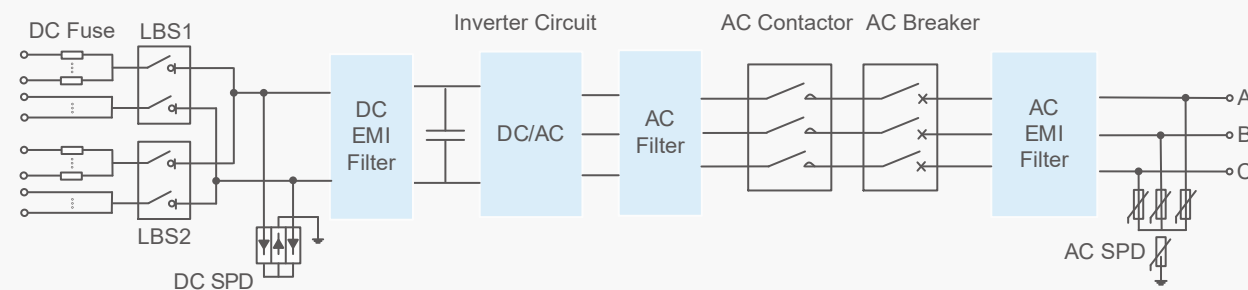 DC Fuse
LBS1
Inverter Circuit
AC Contactor
AC Breaker
DC
EMI
Filter
DC/AC
AC
Filter
AC
EMI
Filter
A
B
C
LBS2
DC SPD
AC SPD